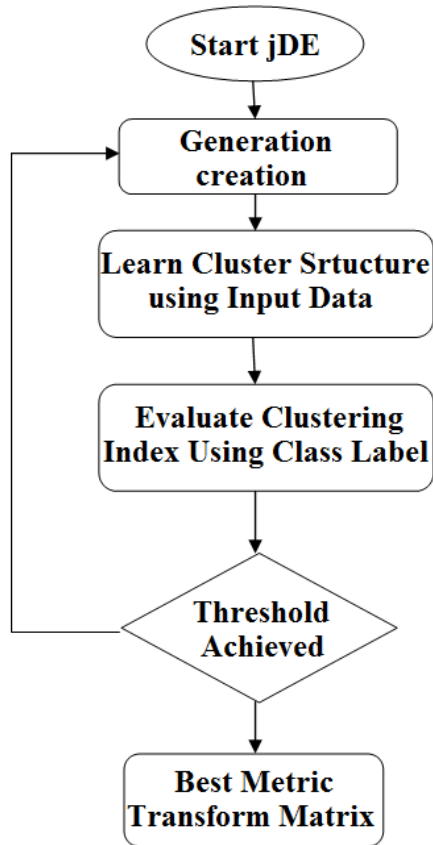 Start jDE
Generation
creation
Learn Cluster Srtucture
using Input Data
Evaluate Clustering
Index Using Class Label
Threshold
Achieved
Best Metric
Transform Matrix